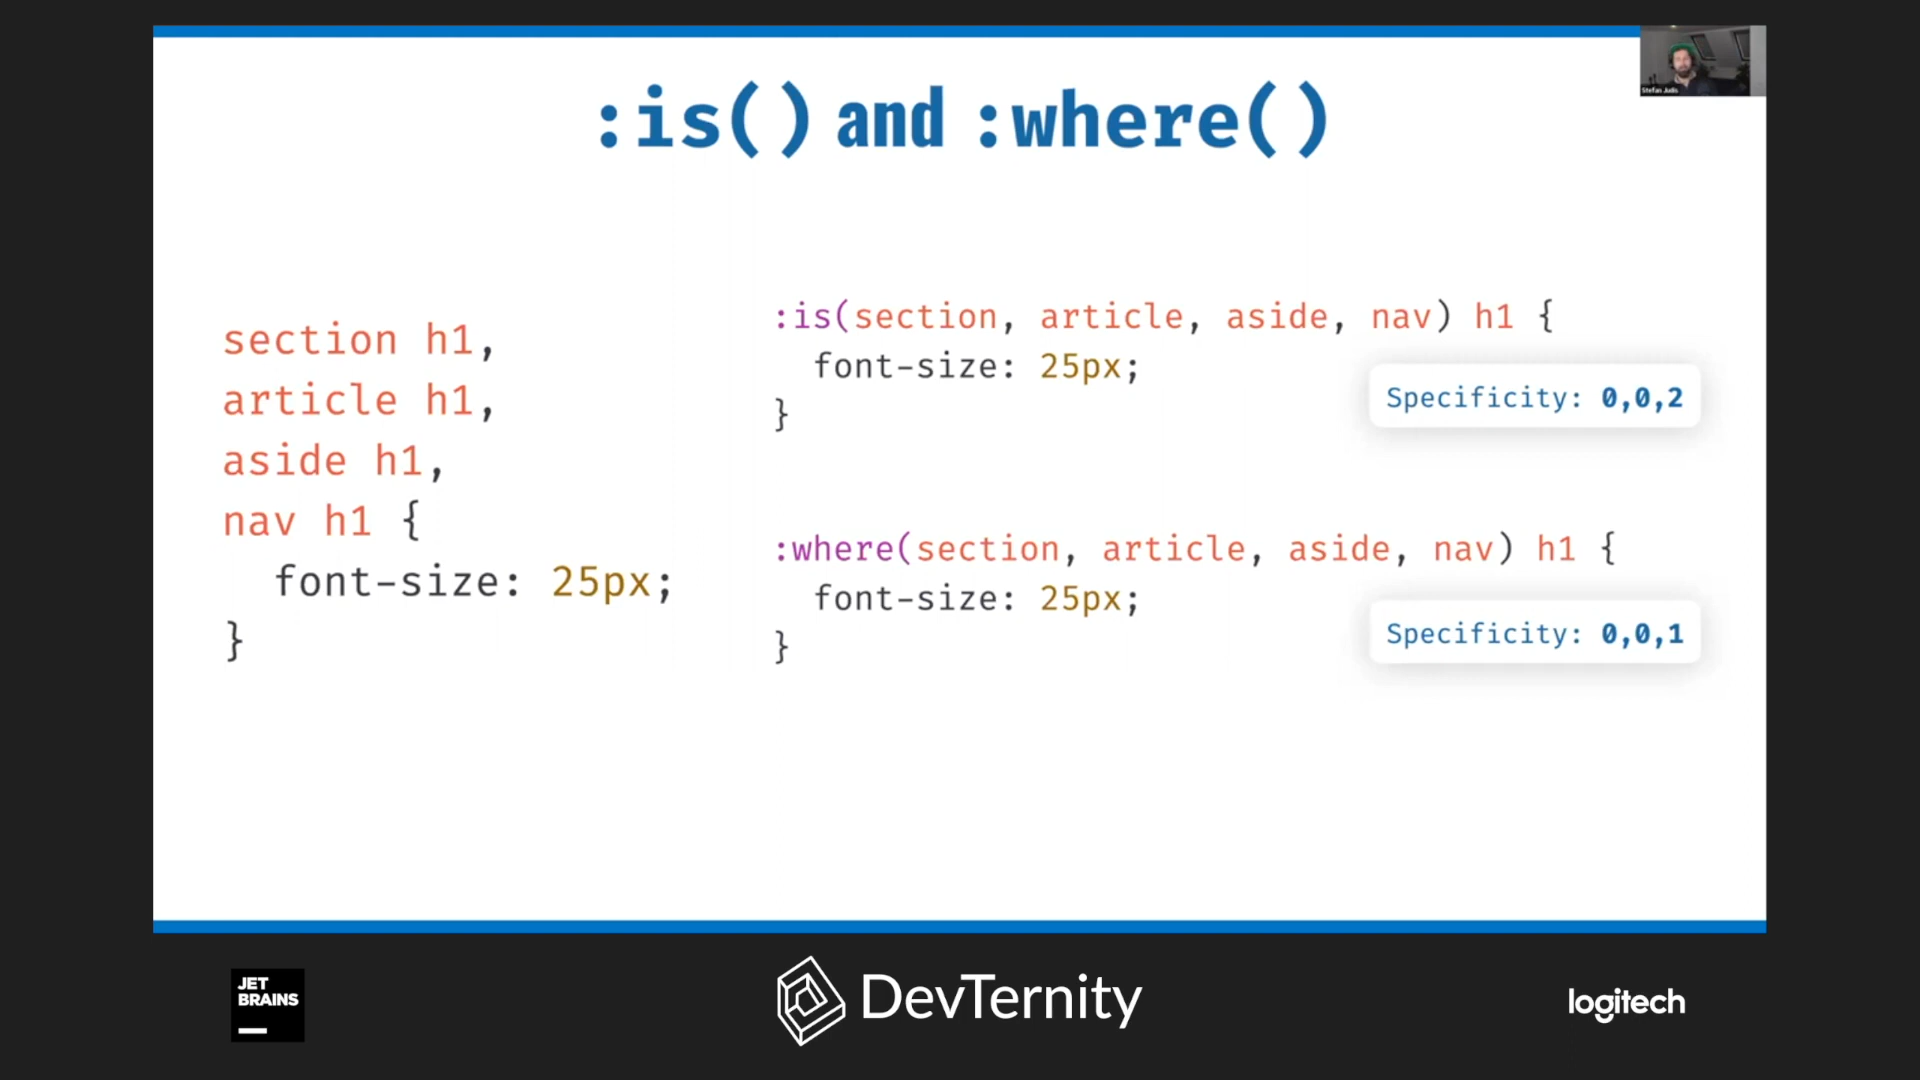 :is() and :where()
Stefan Judis
section h1,
article h1,
aside h1,
nav h1 {
font-size: 25px;
}
:is(section, article, aside, nav) h1 {
font-size: 25px;
}
Specificity: 0,0,2
:where(section, article, aside, nav) h1 {
font-size: 25px;
}
Specificity: 0,0,1
JET
BRAINS
DevTernity
logitech